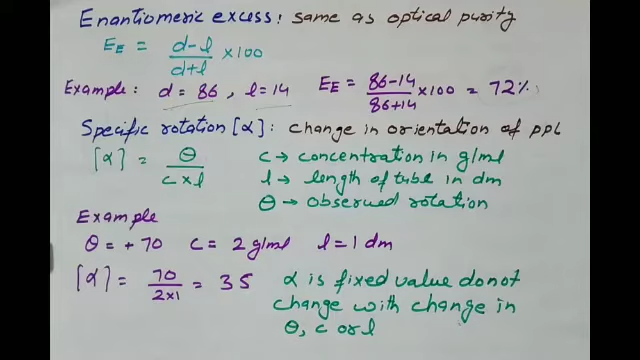 Enantiomeric excess: same as optical purity
EE = d-l/d+l ×100
Example: d = 86, l = 14 EE = 86-14/86+14 ×100 = 72%
Specific rotation [α]: change in orientation of ppl
[α] = θ/c×l c → concentration in g/ml
l → length of tube in dm
θ → observed rotation
Example
θ = +70 c = 2 g/ml l = 1 dm
[α] = 70/2×1 = 35 α is fixed value do not
change with change in
θ, c or l